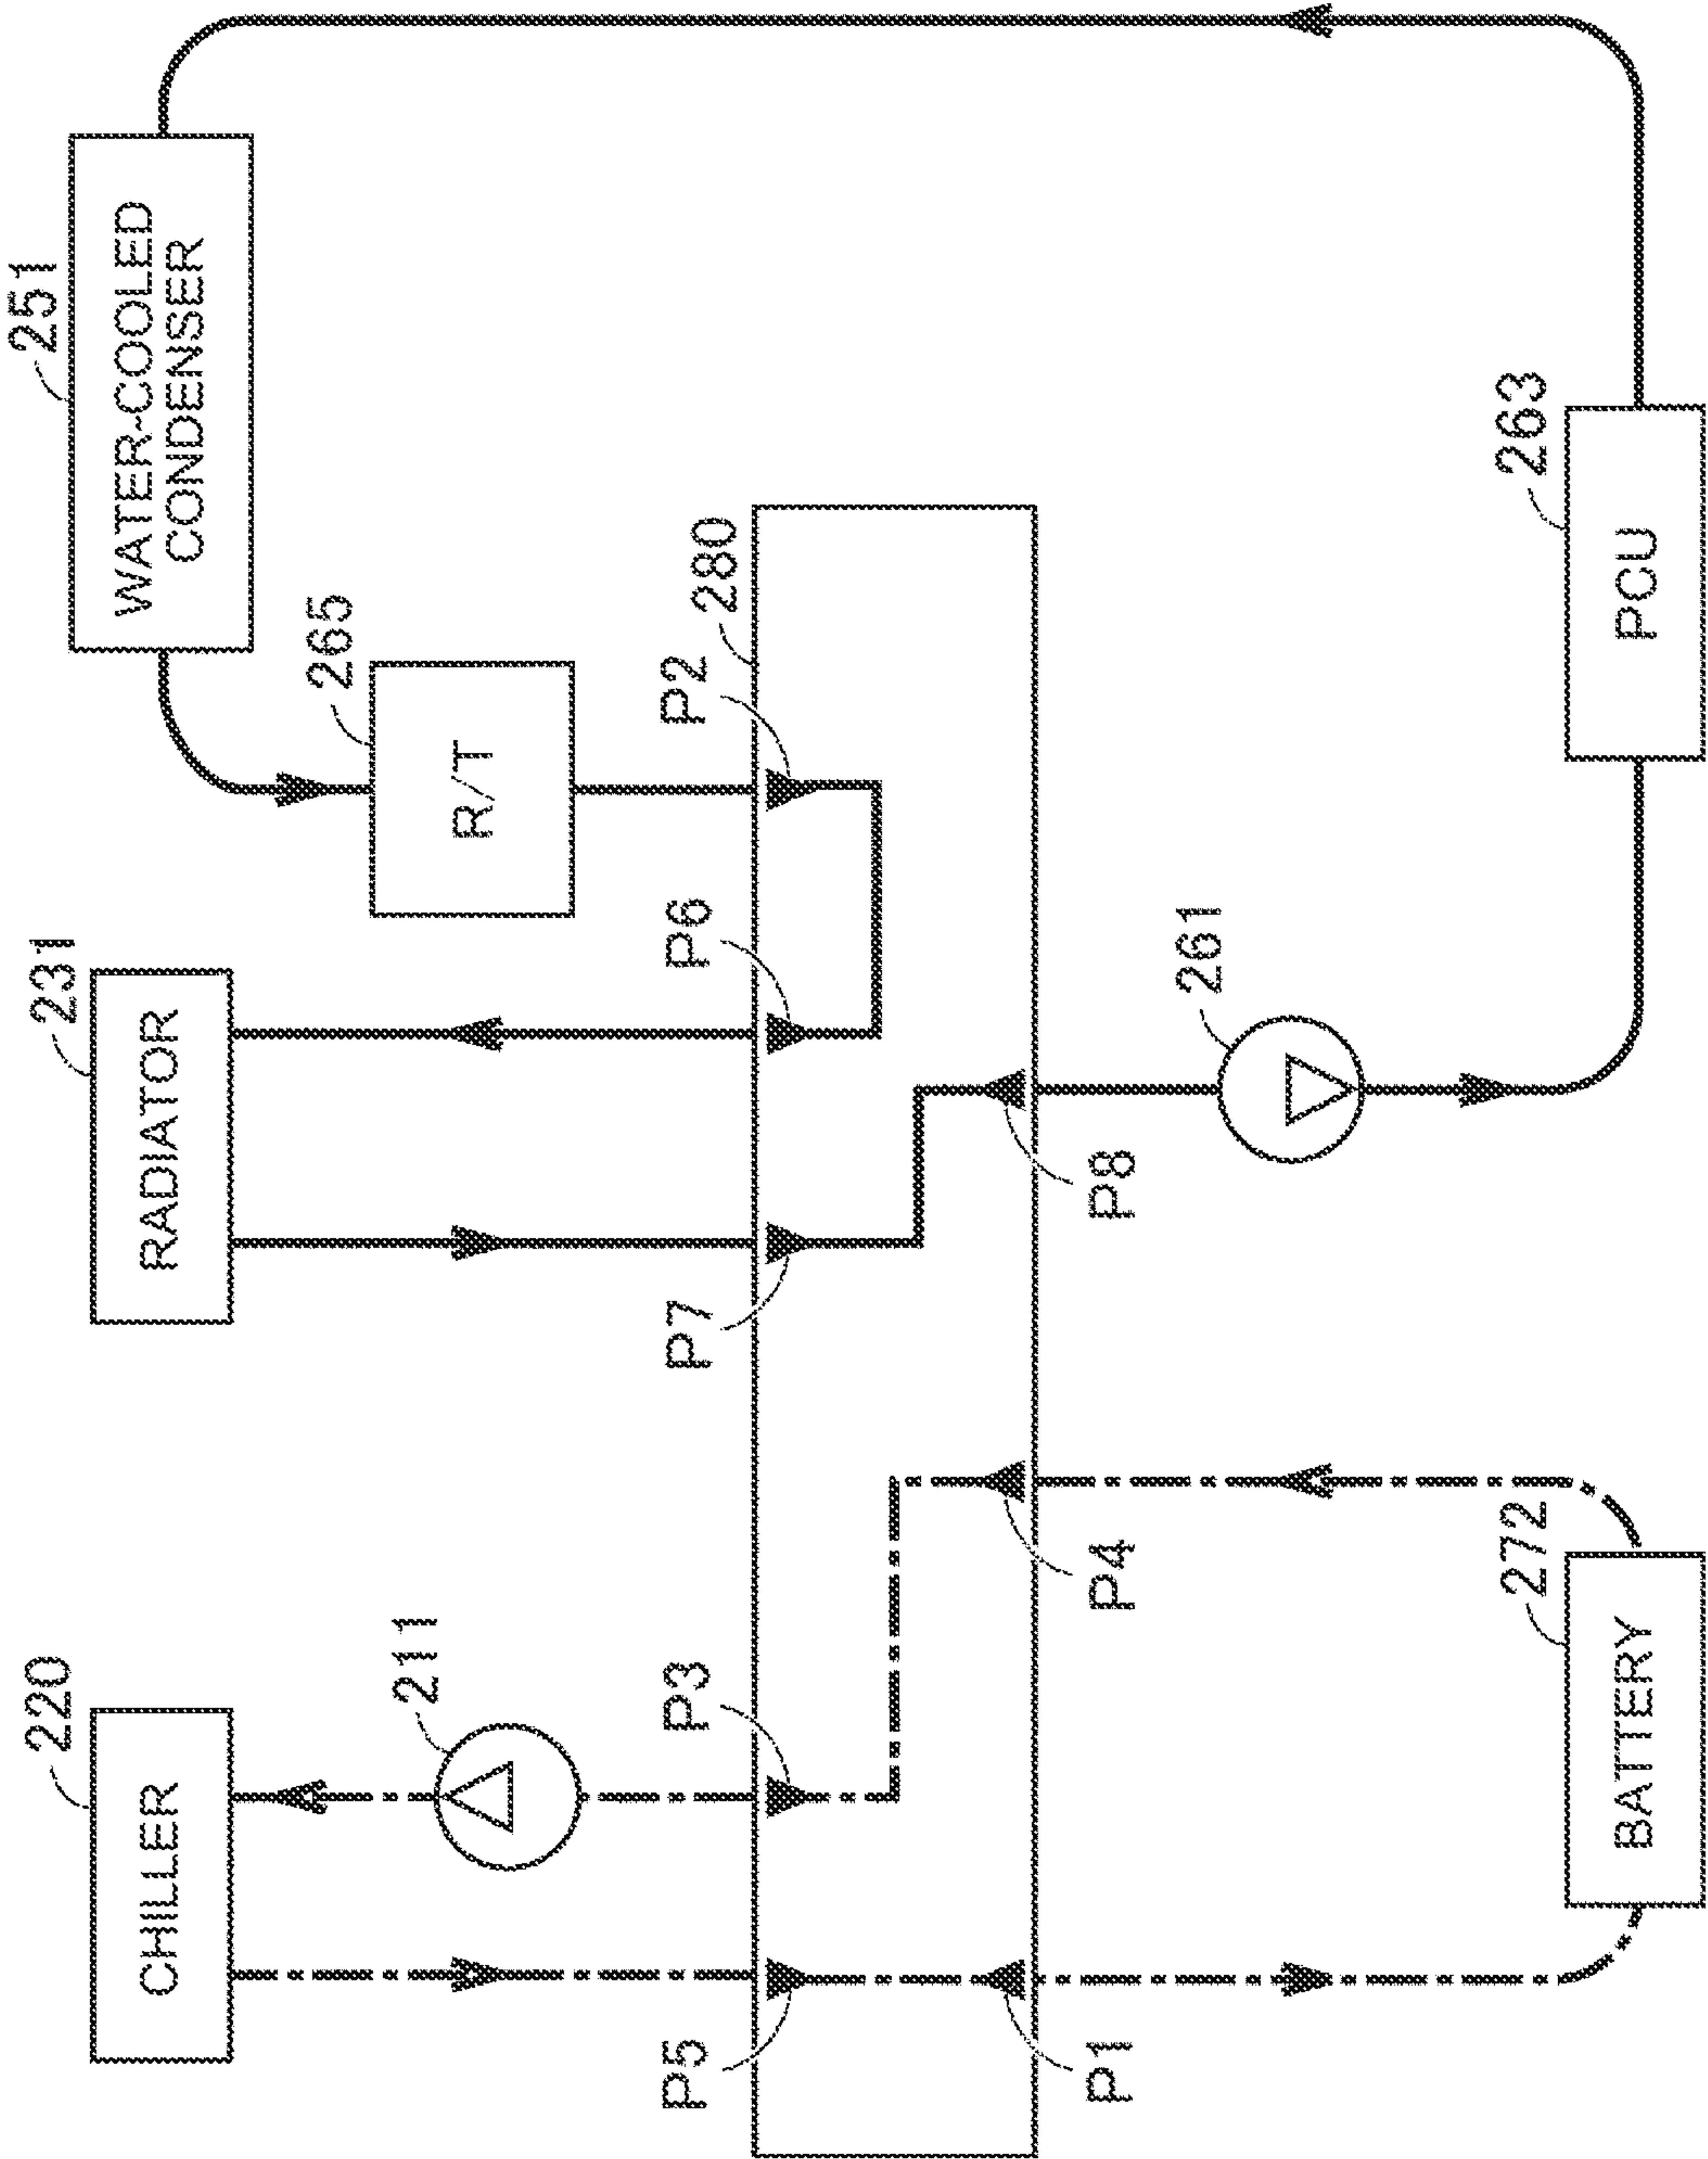 220
CHILLER
211
231
RADIATOR
251
WATER-COOLED
CONDENSER
265
R/T
P5
P3
P7
P6
P2
280
P1
P4
P8
261
272
BATTERY
263
PCU